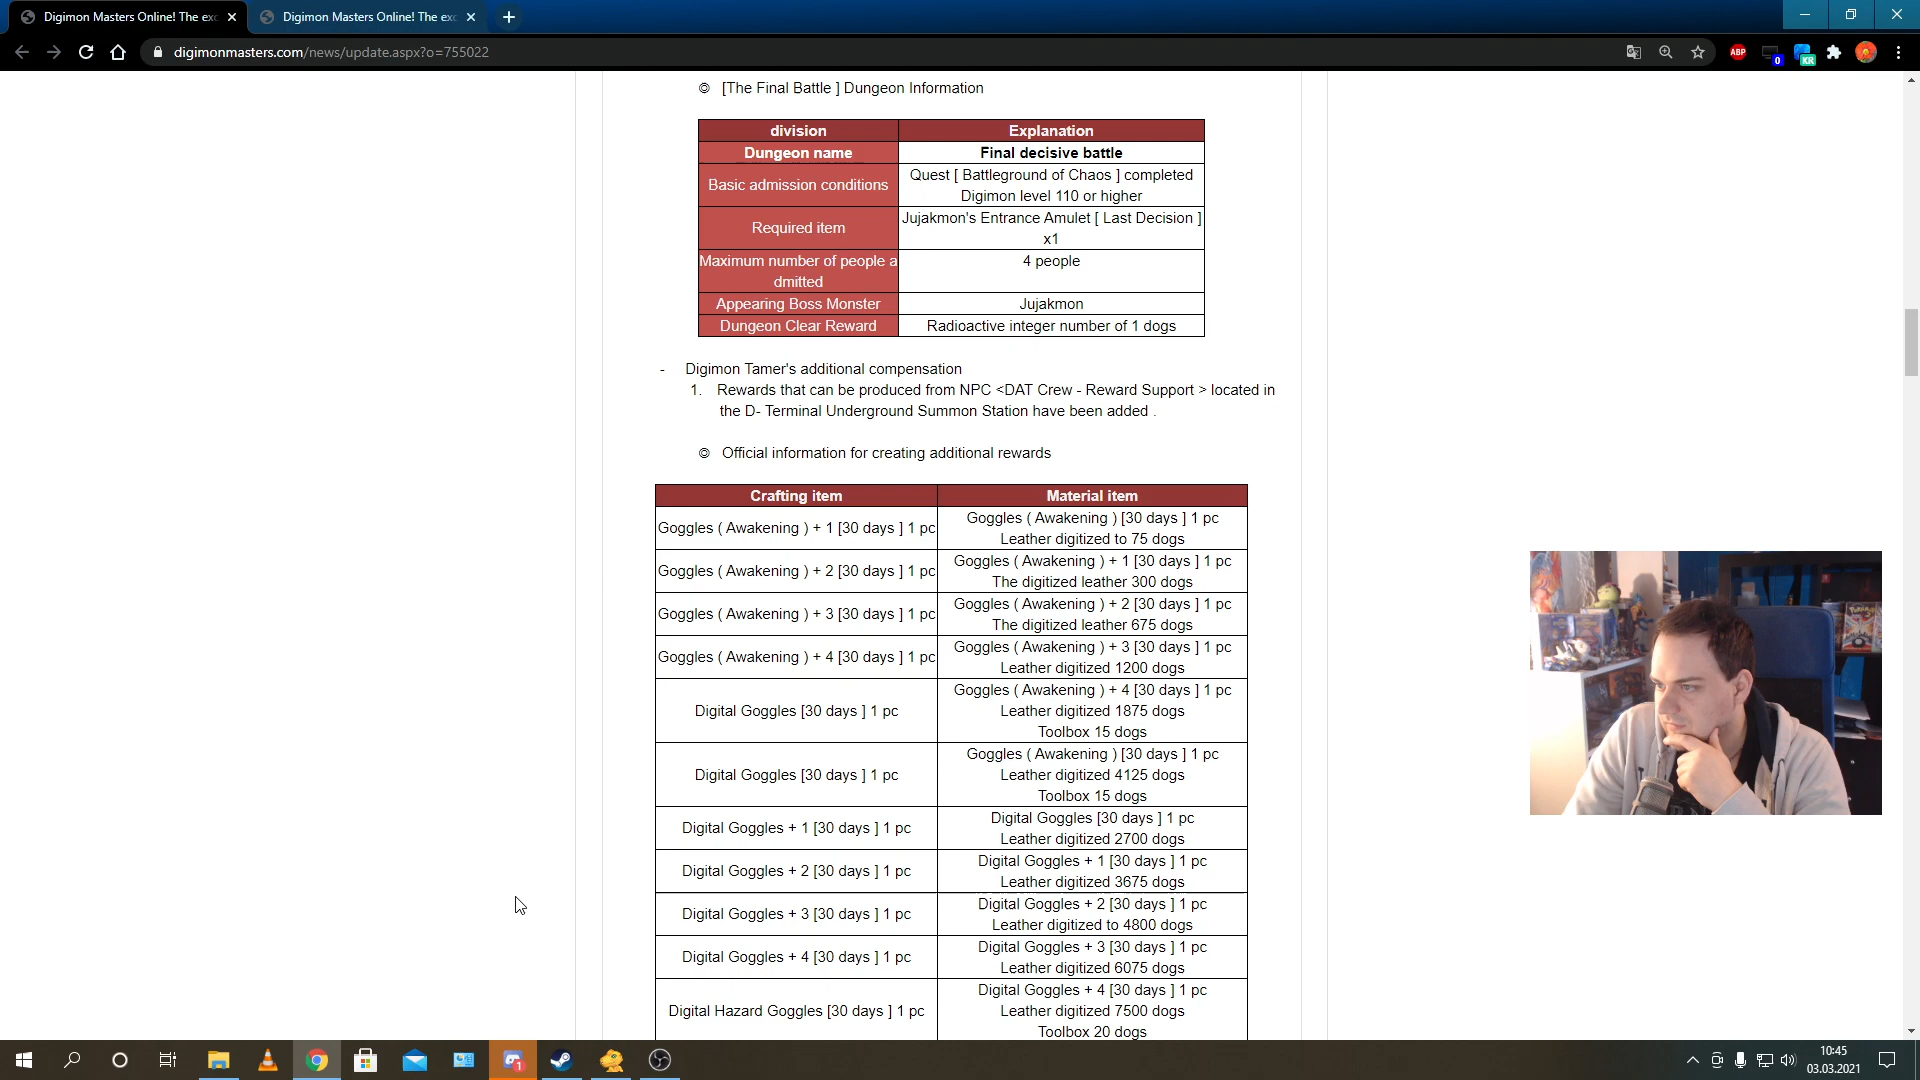 Digimon Masters Online! The exc
Digimon Masters Online! The exc
digimonmasters.com/news/update.aspx?o=755022
ABP
0
KR
◎ [The Final Battle ] Dungeon Information
division Explanation
Dungeon name Final decisive battle
Basic admission conditions
Quest [ Battleground of Chaos ] completed
Digimon level 110 or higher
Required item
Jujakmon's Entrance Amulet [ Last Decision ]
x1
Maximum number of people a
dmitted
4 people
Appearing Boss Monster Jujakmon
Dungeon Clear Reward Radioactive integer number of 1 dogs
- Digimon Tamer's additional compensation
1. Rewards that can be produced from NPC <DAT Crew - Reward Support > located in
the D- Terminal Underground Summon Station have been added .
◎ Official information for creating additional rewards
Crafting item Material item
Goggles ( Awakening ) + 1 [30 days ] 1 pc
Goggles ( Awakening ) [30 days ] 1 pc
Leather digitized to 75 dogs
Goggles ( Awakening ) + 2 [30 days ] 1 pc
Goggles ( Awakening ) + 1 [30 days ] 1 pc
The digitized leather 300 dogs
Goggles ( Awakening ) + 3 [30 days ] 1 pc
Goggles ( Awakening ) + 2 [30 days ] 1 pc
The digitized leather 675 dogs
Goggles ( Awakening ) + 4 [30 days ] 1 pc
Goggles ( Awakening ) + 3 [30 days ] 1 pc
Leather digitized 1200 dogs
Digital Goggles [30 days ] 1 pc
Goggles ( Awakening ) + 4 [30 days ] 1 pc
Leather digitized 1875 dogs
Toolbox 15 dogs
Digital Goggles [30 days ] 1 pc
Goggles ( Awakening ) [30 days ] 1 pc
Leather digitized 4125 dogs
Toolbox 15 dogs
Digital Goggles + 1 [30 days ] 1 pc
Digital Goggles [30 days ] 1 pc
Leather digitized 2700 dogs
Digital Goggles + 2 [30 days ] 1 pc
Digital Goggles + 1 [30 days ] 1 pc
Leather digitized 3675 dogs
Digital Goggles + 3 [30 days ] 1 pc
Digital Goggles + 2 [30 days ] 1 pc
Leather digitized to 4800 dogs
Digital Goggles + 4 [30 days ] 1 pc
Digital Goggles + 3 [30 days ] 1 pc
Leather digitized 6075 dogs
Digital Hazard Goggles [30 days ] 1 pc
Digital Goggles + 4 [30 days ] 1 pc
Leather digitized 7500 dogs
Toolbox 20 dogs
1
10:45
03.03.2021